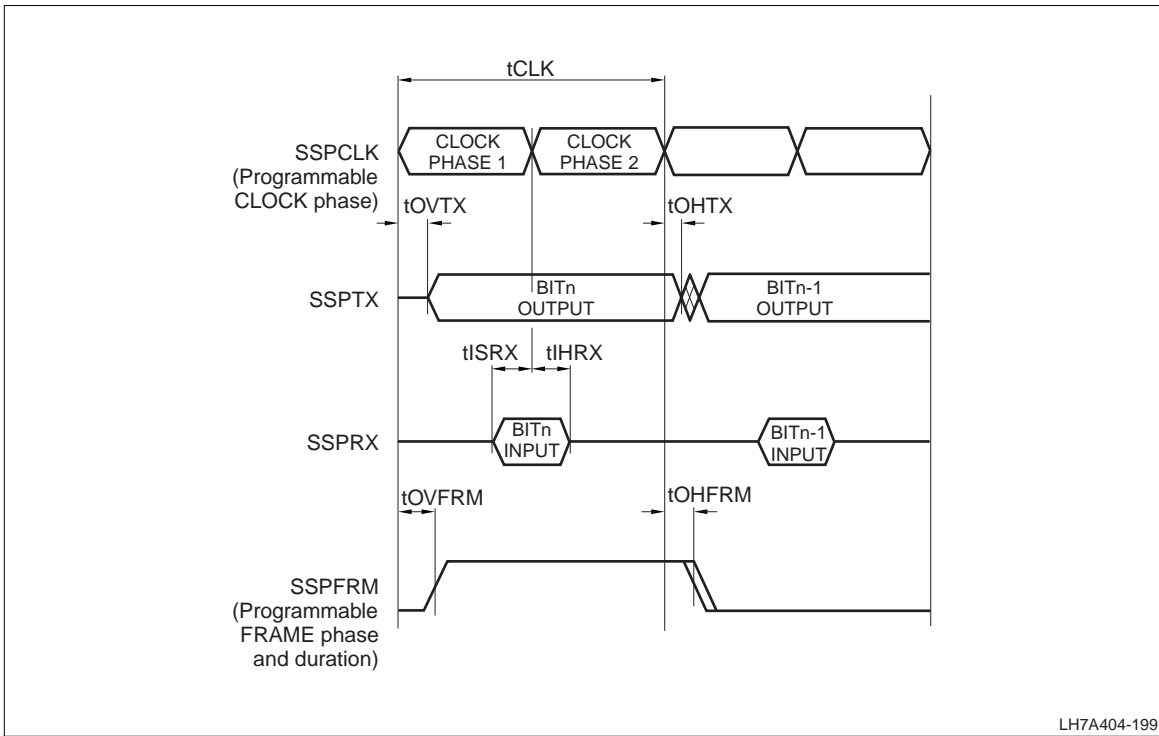 tCLK
SSPCLK
(Programmable
CLOCK phase)
CLOCK
PHASE 1
CLOCK
PHASE 2
tOVTX
tOHTX
SSPTX
BITn
OUTPUT
BITn-1
OUTPUT
tISRX
tIHRX
SSPRX
BITn
INPUT
BITn-1
INPUT
tOVFRM
tOHFRM
SSPFRM
(Programmable
FRAME phase
and duration)
LH7A404-199